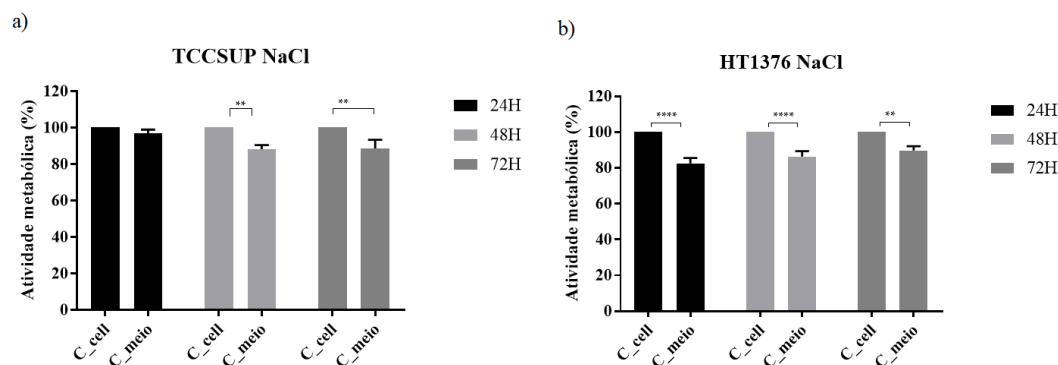 a)
TCCSUP NaCl
Atividade metabólica (%)
120
100
80
60
40
20
0
**
**
C_cell
C_meio
C_cell
C_meio
C_cell
C_meio
24H
48H
72H
b)
HT1376 NaCl
Atividade metabólica (%)
120
100
80
60
40
20
0
****
****
**
C_cell
C_meio
C_cell
C_meio
C_cell
C_meio
24H
48H
72H